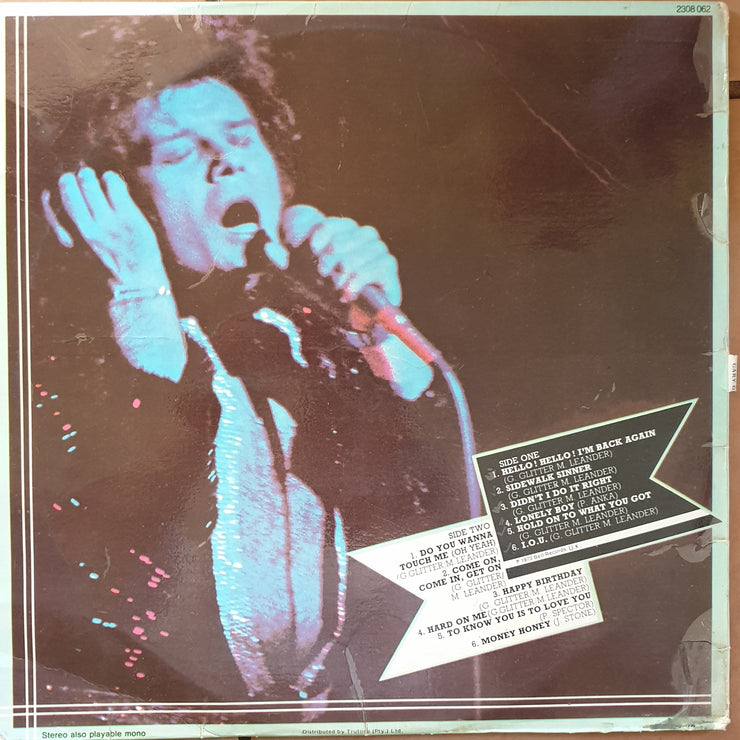 2308 062
SIDE ONE
1. HELLO! HELLO! I'M BACK AGAIN
(G. GLITTER M. LEANDER)
2. SIDEWALK SINNER
(G. GLITTER M. LEANDER)
3. DIDN'T I DO IT RIGHT
(G. GLITTER M. LEANDER)
4. LONELY BOY (P. ANKA)
5. HOLD ON TO WHAT YOU GOT
(G. GLITTER M. LEANDER)
6. I.O.U. (G. GLITTER M. LEANDER)
℗ 1973 Bell Records U.K.
SIDE TWO
1. DO YOU WANNA
TOUCH ME (OH YEAH)
(G. GLITTER M. LEANDER)
2. COME ON,
COME IN, GET ON
(G. GLITTER
M. LEANDER)
3. HAPPY BIRTHDAY
(G. GLITTER M. LEANDER)
4. HARD ON ME (G. GLITTER M. LEANDER)
5. TO KNOW YOU IS TO LOVE YOU
(P. SPECTOR)
6. MONEY HONEY (J. STONE)
Stereo also playable mono
Distributed by Trutone (Pty.) Ltd.